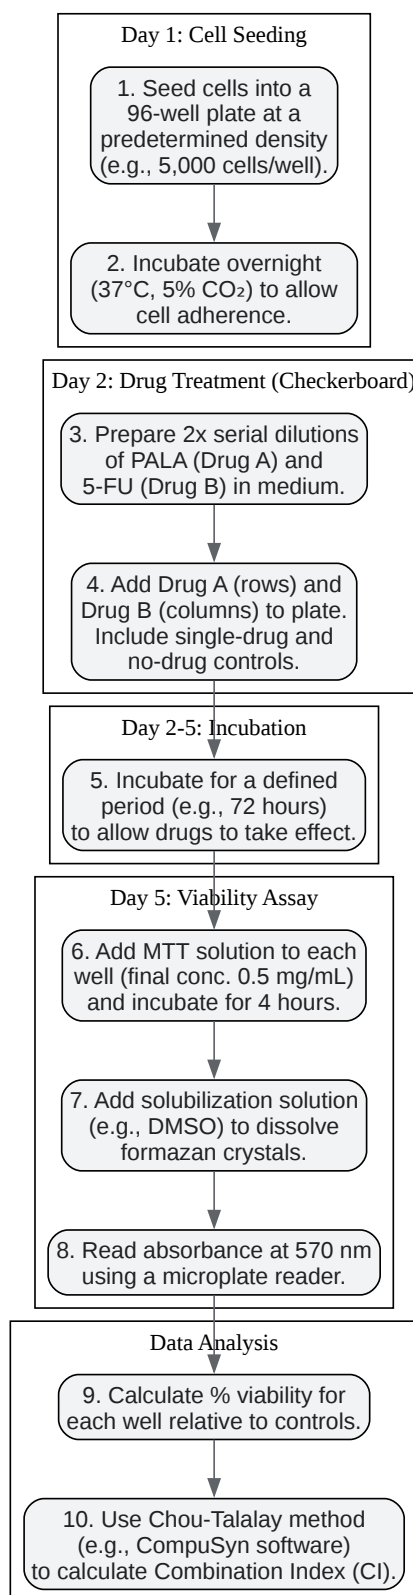 Day 1: Cell Seeding
1. Seed cells into a
96-well plate at a
predetermined density
(e.g., 5,000 cells/well).
2. Incubate overnight
(37°C, 5% CO₂) to allow
cell adherence.
Day 2: Drug Treatment (Checkerboard)
3. Prepare 2x serial dilutions
of PALA (Drug A) and
5-FU (Drug B) in medium.
4. Add Drug A (rows) and
Drug B (columns) to plate.
Include single-drug and
no-drug controls.
Day 2-5: Incubation
5. Incubate for a defined
period (e.g., 72 hours)
to allow drugs to take effect.
Day 5: Viability Assay
6. Add MTT solution to each
well (final conc. 0.5 mg/mL)
and incubate for 4 hours.
7. Add solubilization solution
(e.g., DMSO) to dissolve
formazan crystals.
8. Read absorbance at 570 nm
using a microplate reader.
Data Analysis
9. Calculate % viability for
each well relative to controls.
10. Use Chou-Talalay method
(e.g., CompuSyn software)
to calculate Combination Index (CI).